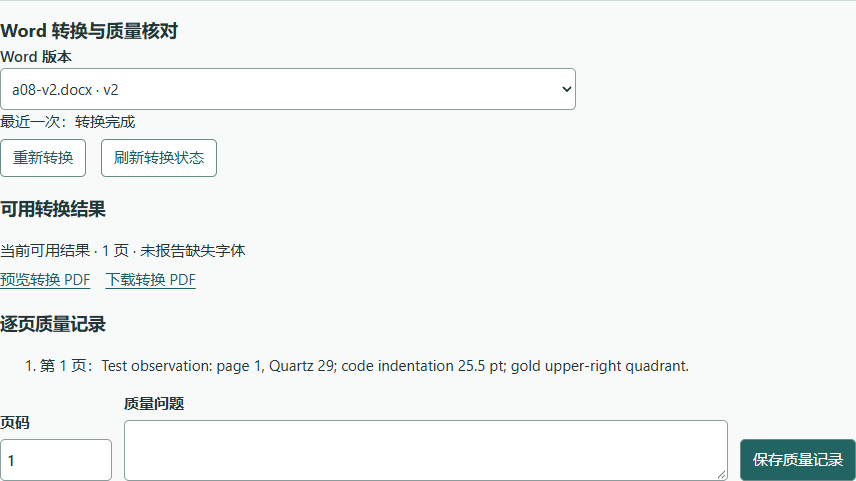 Word 转换与质量核对
Word 版本
a08-v2.docx · v2
最近一次：转换完成
重新转换 刷新转换状态
可用转换结果
当前可用结果 · 1 页 · 未报告缺失字体
预览转换 PDF 下载转换 PDF
逐页质量记录
1. 第 1 页：Test observation: page 1, Quartz 29; code indentation 25.5 pt; gold upper-right quadrant.
页码 质量问题
1 保存质量记录